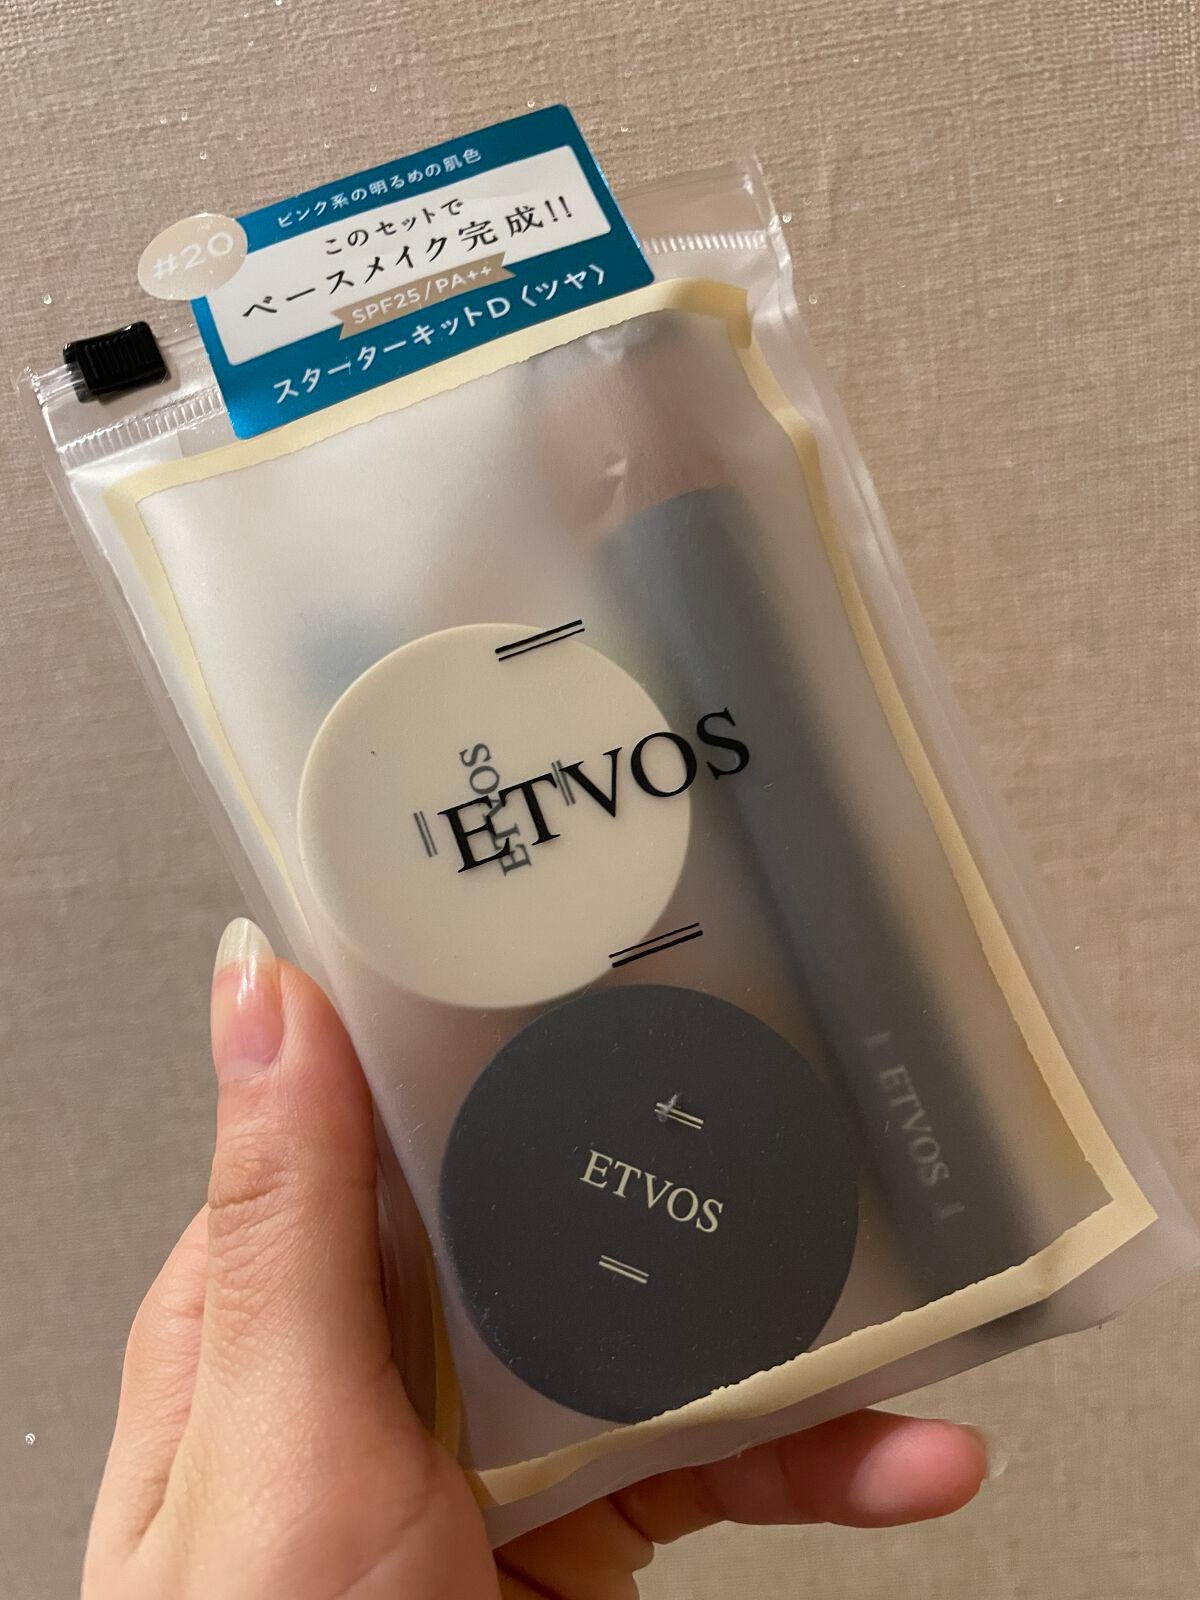 #20
ピンク系の明るめの肌色
このセットで
ベースメイク完成!!
SPF25/PA++
スターターキットD〈ツヤ〉
ETVOS
ETVOS
ETVOS
ETVOS